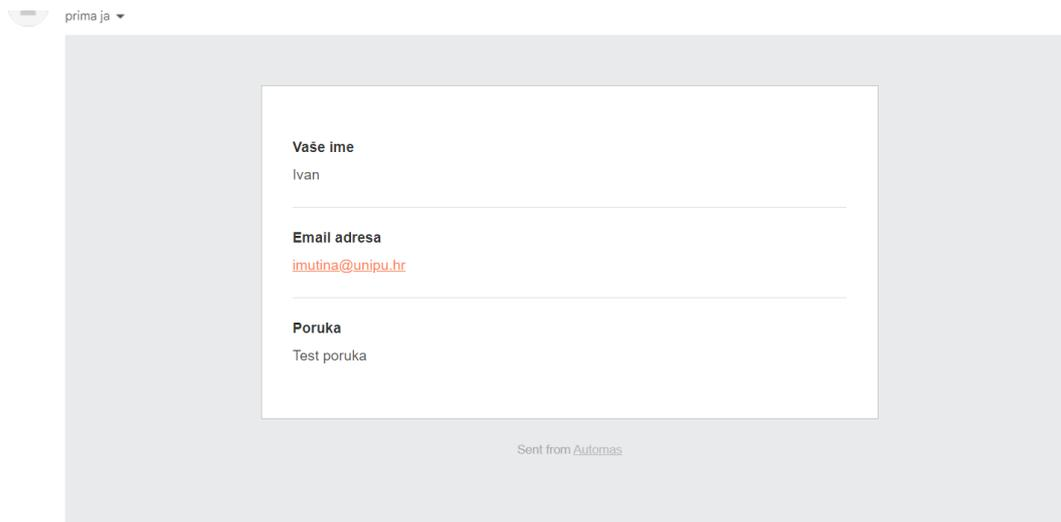 prima ja
Vaše ime
Ivan
Email adresa
imutina@unipu.hr
Poruka
Test poruka
Sent from Automas